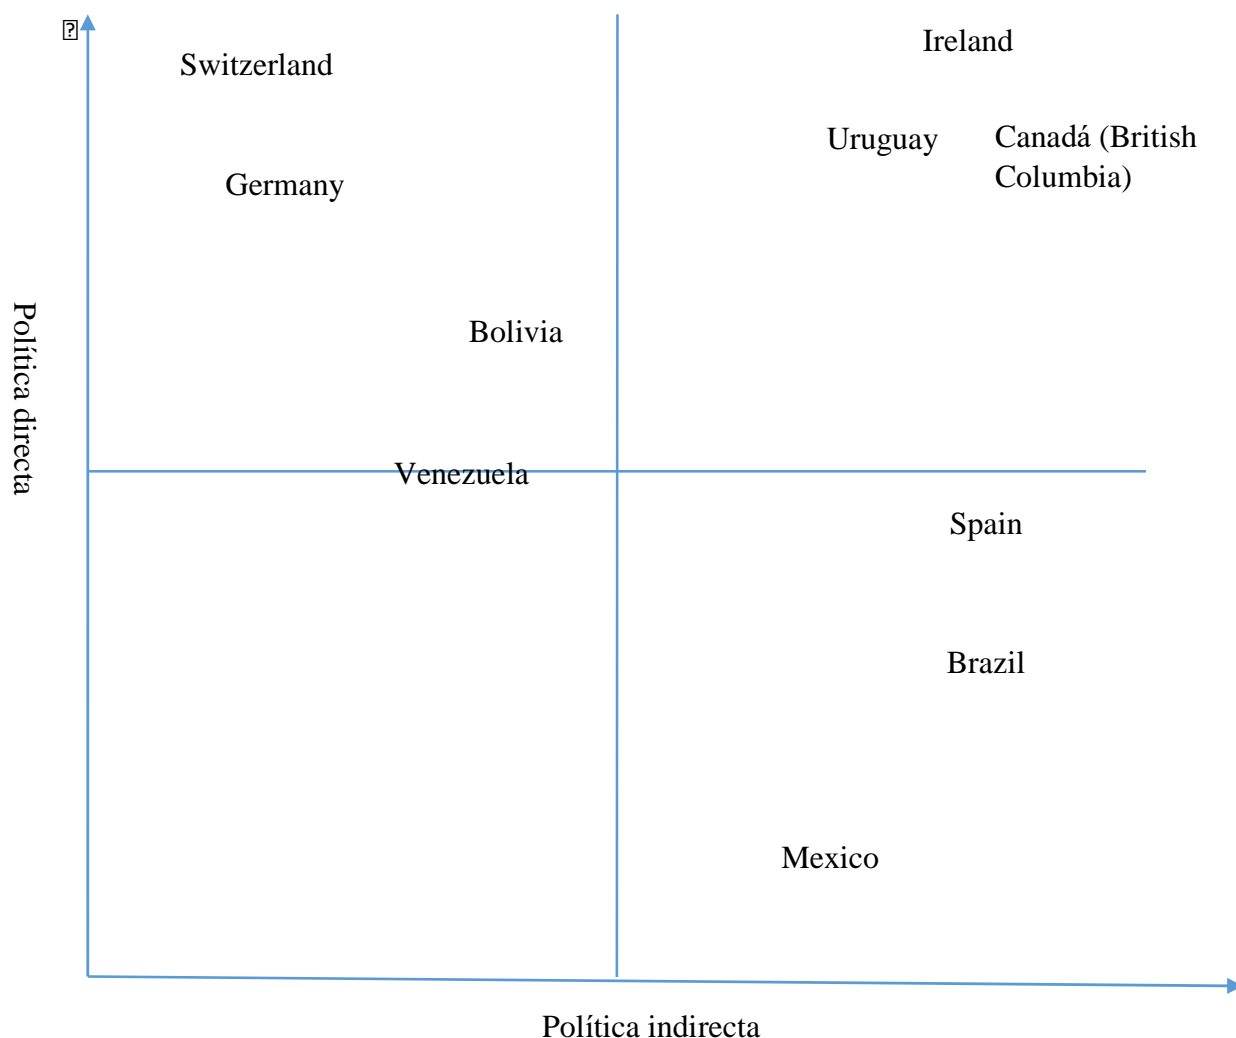 Ireland
Switzerland
Uruguay
Canadá (British
Columbia)
Germany
Bolivia
Política directa
Venezuela
Spain
Brazil
Mexico
Política indirecta